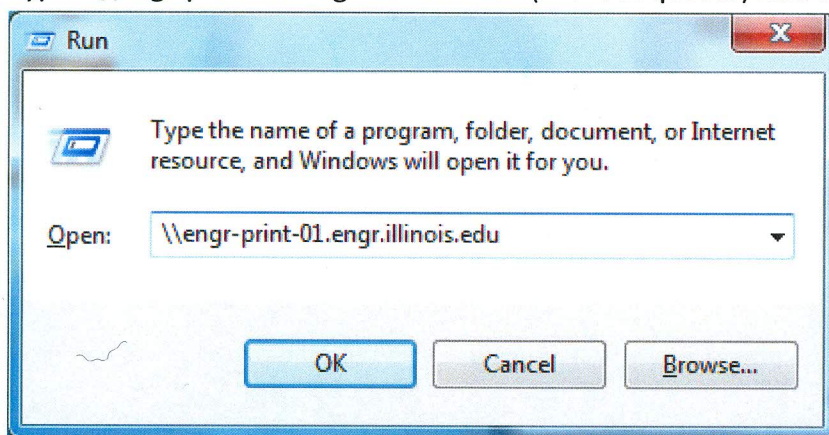 Run
Type the name of a program, folder, document, or Internet
resource, and Windows will open it for you.
Open:
\\engr-print-01.engr.illinois.edu
OK
Cancel
Browse...